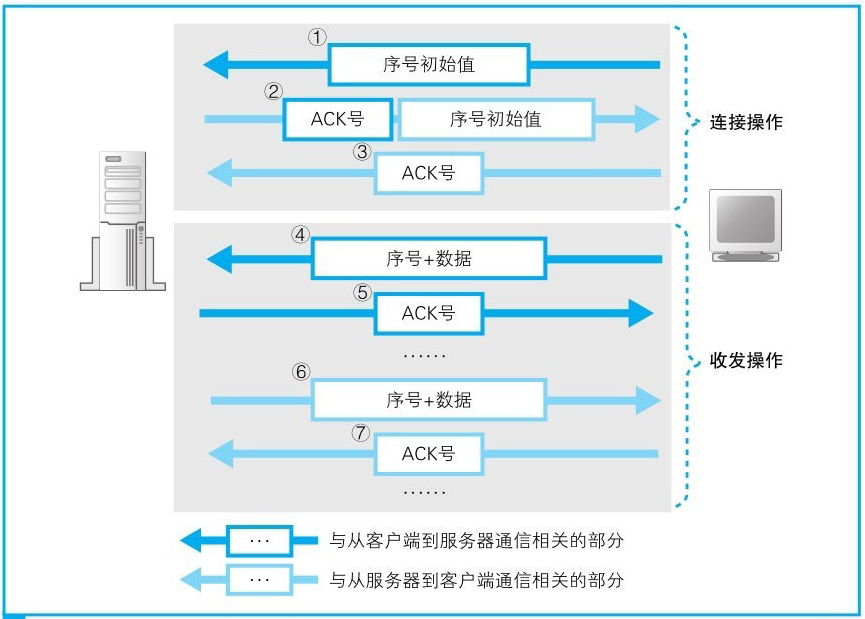 ①
序号初始值
②
ACK号
序号初始值
③
ACK号
连接操作
④
序号+数据
⑤
ACK号
……
⑥
序号+数据
⑦
ACK号
……
收发操作
… 与从客户端到服务器通信相关的部分
… 与从服务器到客户端通信相关的部分